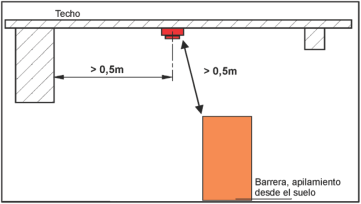 Techo
> 0,5m
> 0,5m
Barrera, apilamiento
desde el suelo